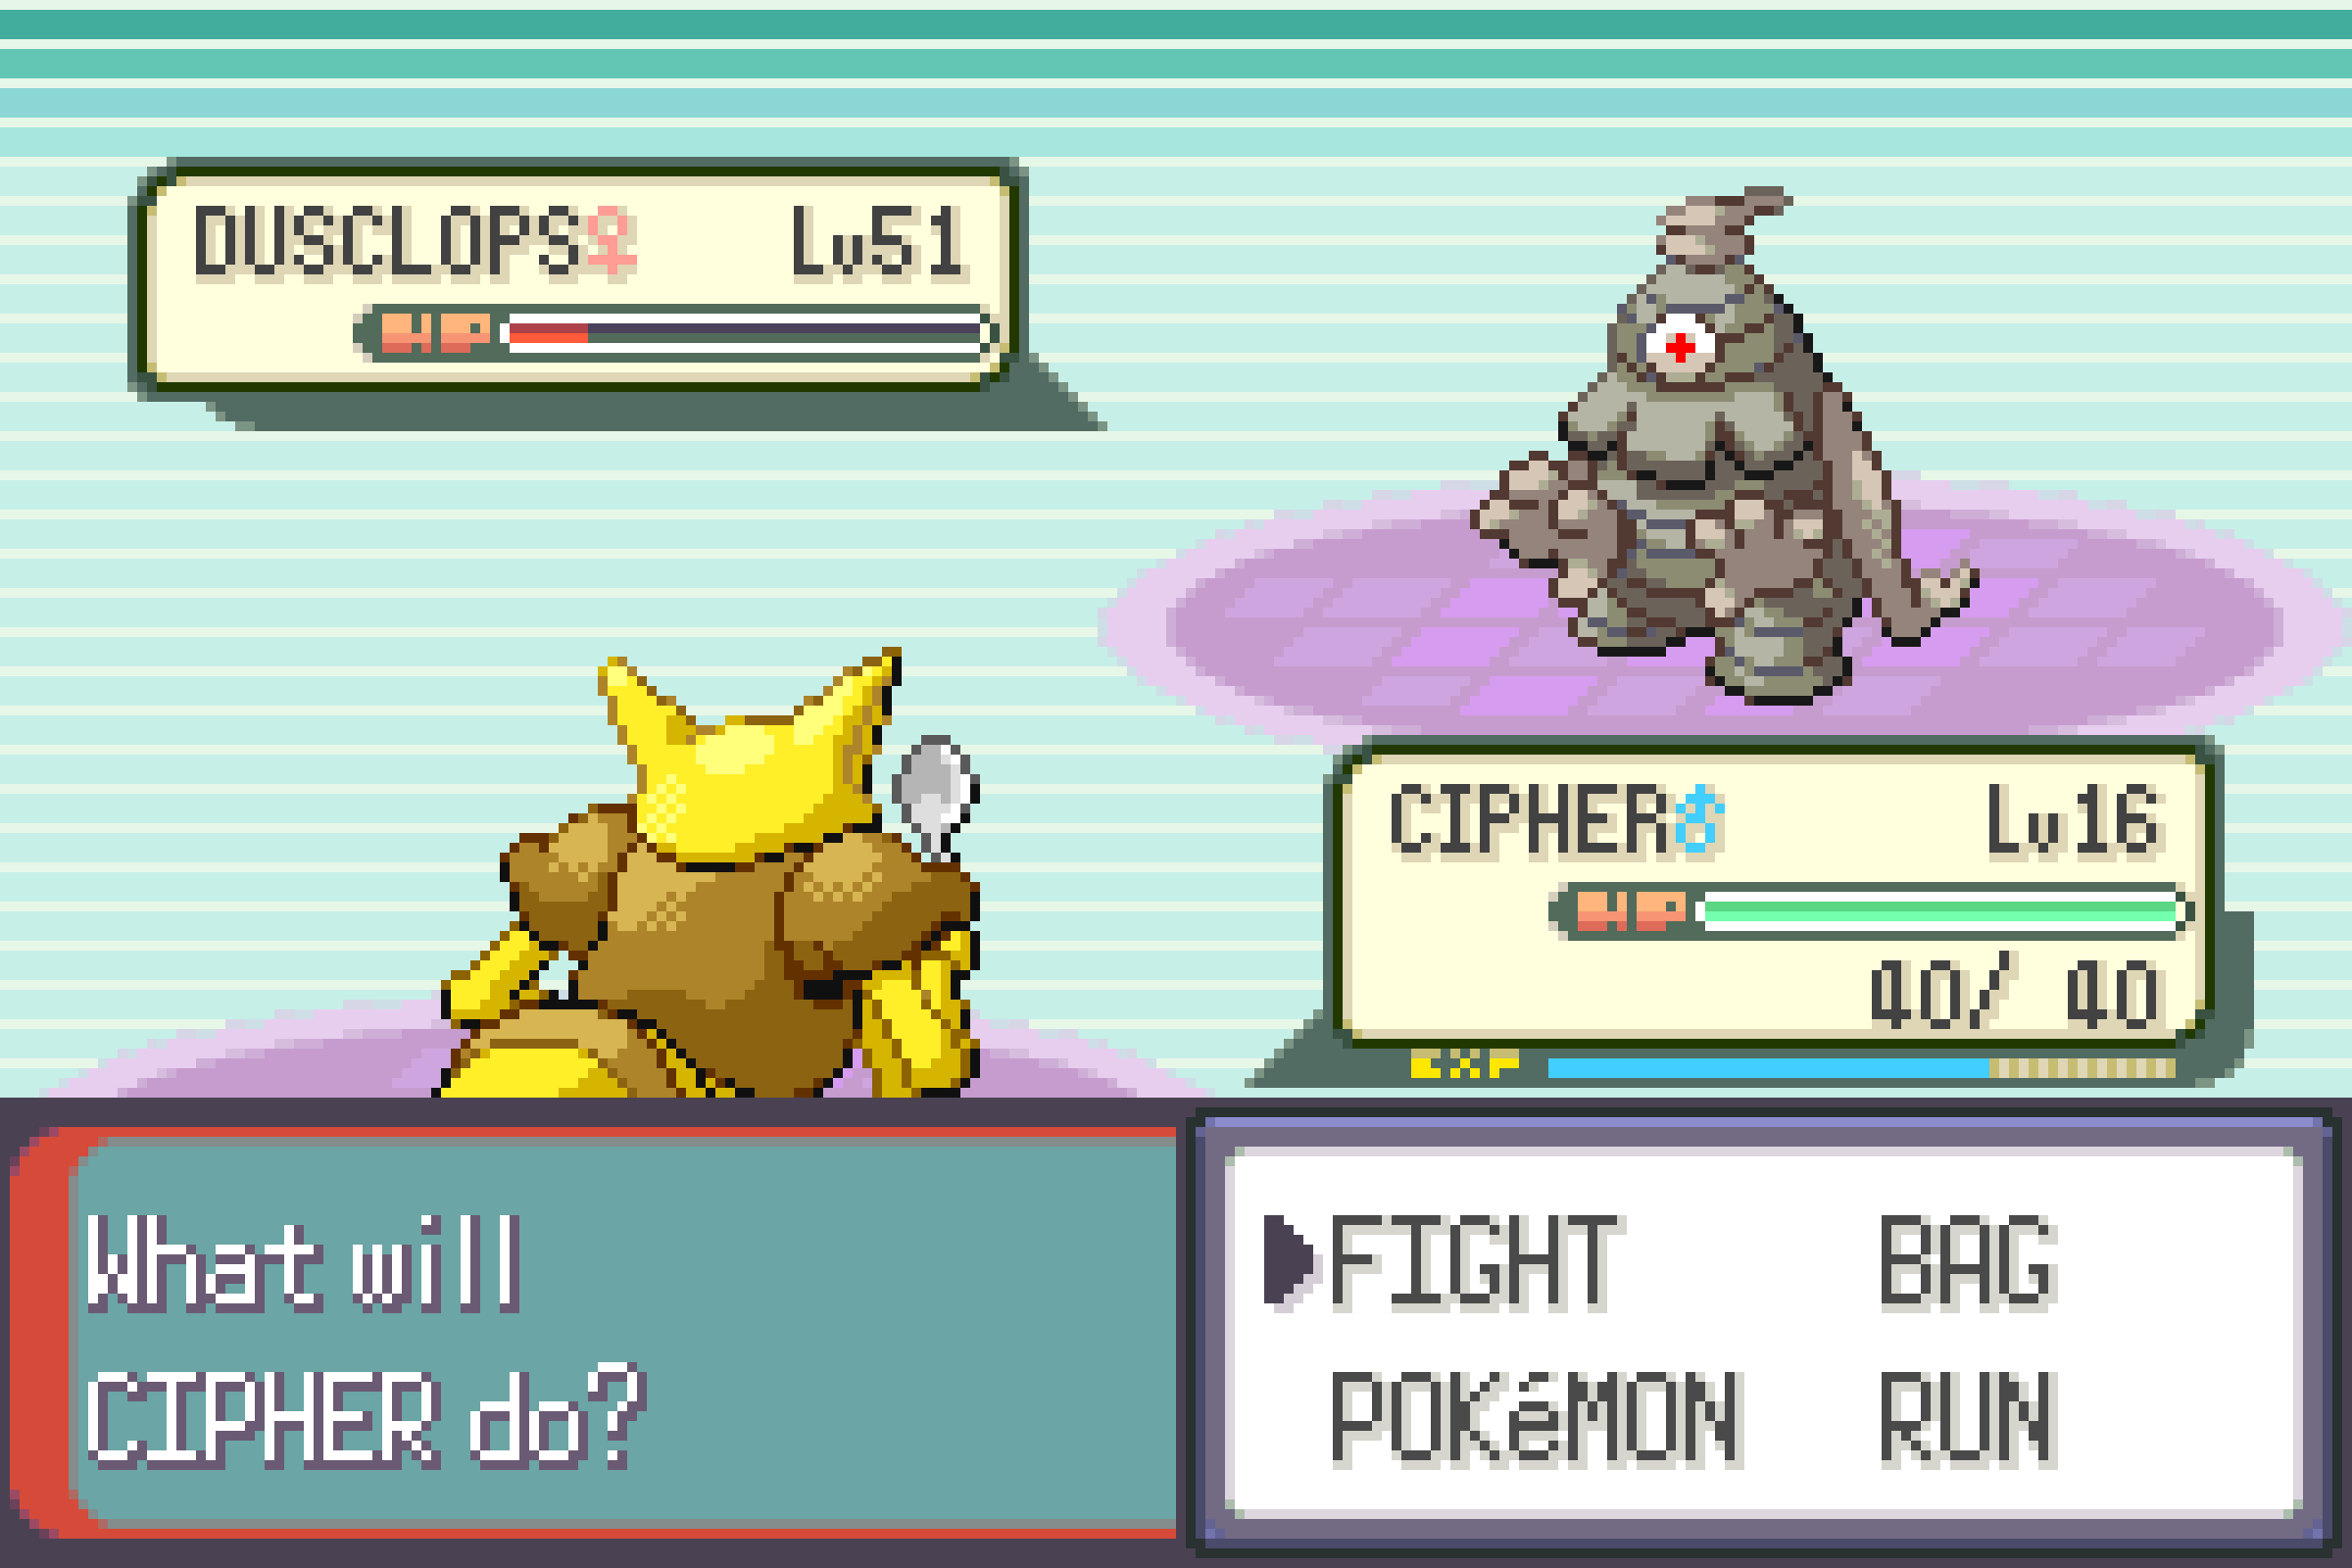 DUSCLOPS♀ Lv51
HP
CIPHER♂ Lv16
HP
40/ 40
EXP
What will
CIPHER do?
FIGHT BAG
POKéMON RUN